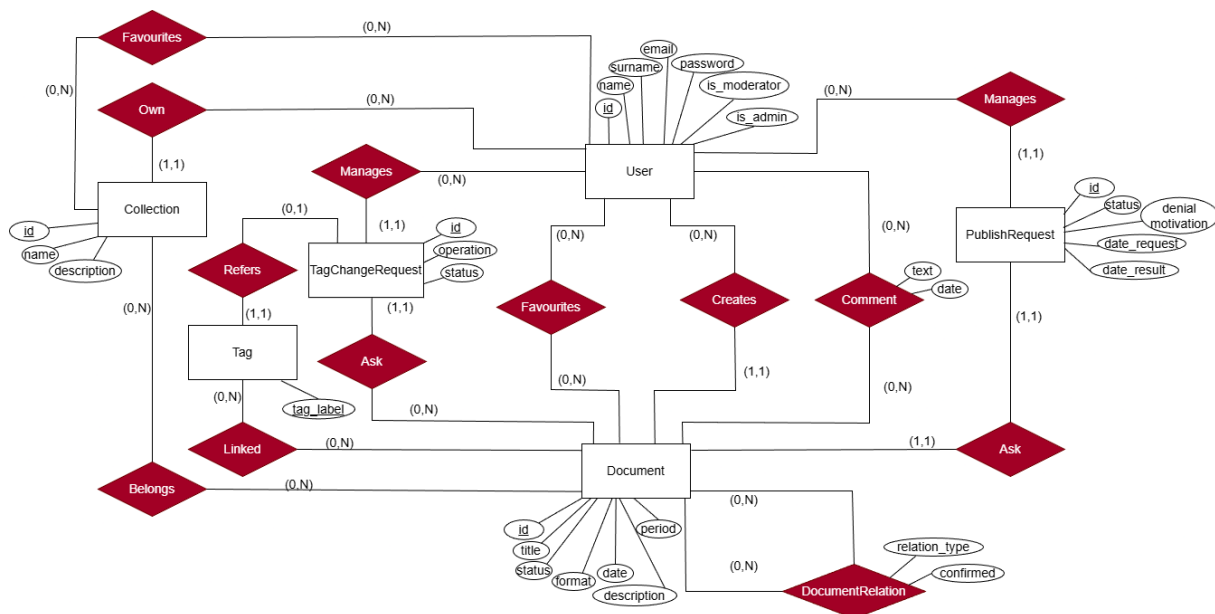 Favourites
(0,N)
email
surname
password
name
is_moderator
id
is_admin
(0,N)
Own
(0,N)
(0,N)
Manages
(1,1)
User
Manages
(0,N)
(1,1)
(0,1)
(1,1)
Collection
id
name
description
id
operation
status
TagChangeRequest
(0,N)
(0,N)
(0,N)
id
status
denial
motivation
date_request
date_result
PublishRequest
Refers
(1,1)
(1,1)
Favourites
Creates
Comment
text
date
(0,N)
Tag
tag_label
Ask
(1,1)
(0,N)
(0,N)
(1,1)
(0,N)
(0,N)
Linked
(0,N)
Document
(1,1)
Ask
Belongs
(0,N)
(0,N)
id
title
status
format
date
description
period
(0,N)
DocumentRelation
relation_type
confirmed